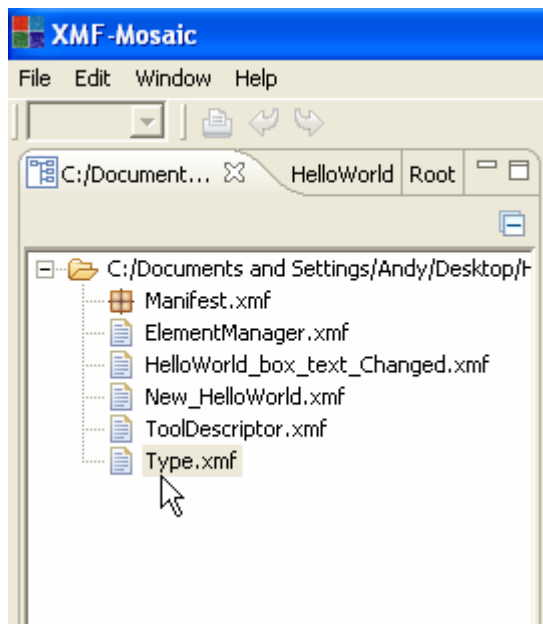 XMF-Mosaic
File Edit Window Help
C:/Document... HelloWorld Root
C:/Documents and Settings/Andy/Desktop/H
Manifest.xmf
ElementManager.xmf
HelloWorld_box_text_Changed.xmf
New_HelloWorld.xmf
ToolDescriptor.xmf
Type.xmf